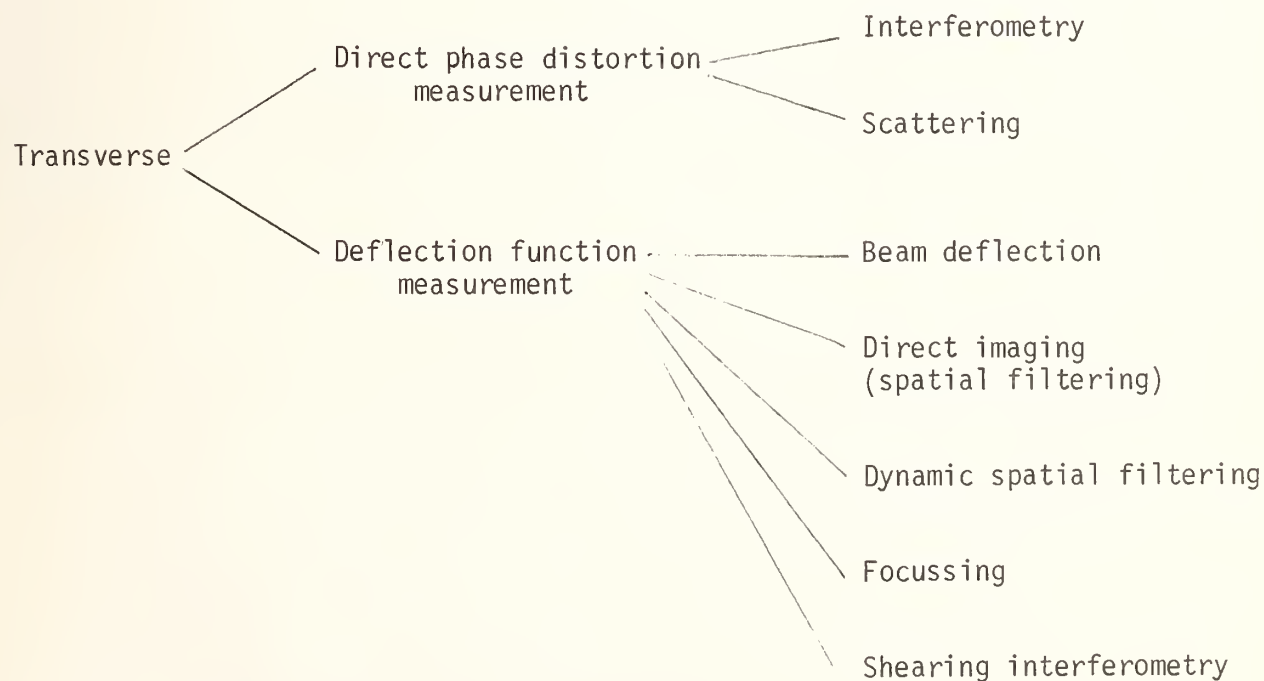 Transverse
Direct phase distortion
measurement
Interferometry
Scattering
Deflection function
measurement
Beam deflection
Direct imaging
(spatial filtering)
Dynamic spatial filtering
Focussing
Shearing interferometry